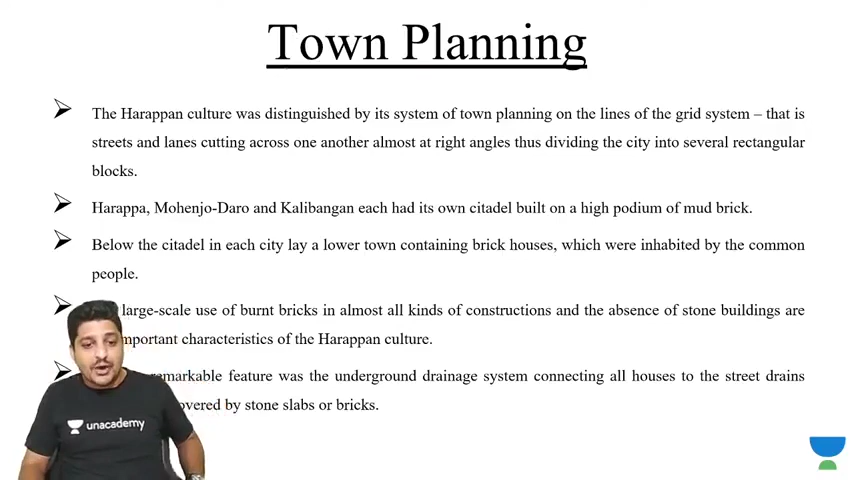 Town Planning
The Harappan culture was distinguished by its system of town planning on the lines of the grid system – that is
streets and lanes cutting across one another almost at right angles thus dividing the city into several rectangular
blocks.
Harappa, Mohenjo-Daro and Kalibangan each had its own citadel built on a high podium of mud brick.
Below the citadel in each city lay a lower town containing brick houses, which were inhabited by the common
people.
large-scale use of burnt bricks in almost all kinds of constructions and the absence of stone buildings are
important characteristics of the Harappan culture.
remarkable feature was the underground drainage system connecting all houses to the street drains
covered by stone slabs or bricks.
unacademy